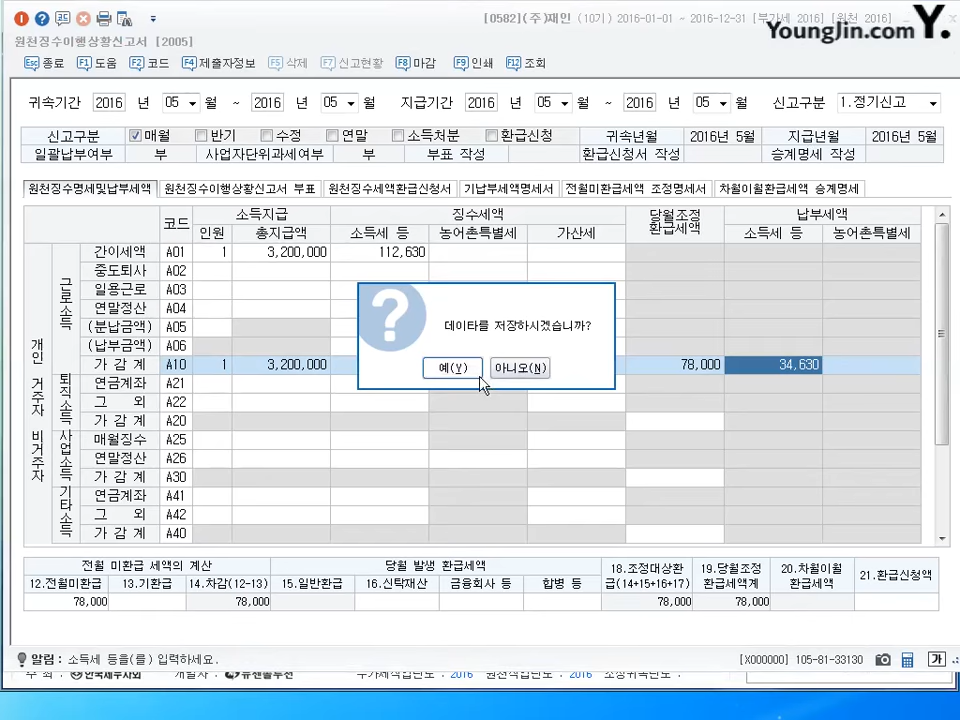 [0582](주)재인 (10기) 2016-01-01 ~ 2016-12-31 [부가세 2016] [원천 2016]
YoungJin.com Y.
원천징수이행상황신고서 [2005]
Esc 종료 F1 도움 F2 코드 F4 제출자정보 F5 삭제 F7 신고현황 F8 마감 F9 인쇄 F12 조회
귀속기간 2016 년 05 월 ~ 2016 년 05 월 지급기간 2016 년 05 월 ~ 2016 년 05 월 신고구분 1.정기신고
신고구분 매월 반기 수정 연말 소득처분 환급신청 귀속년월 2016년 5월 지급년월 2016년 5월
일괄납부여부 부 사업자단위과세여부 부 부표 작성 환급신청서 작성 승계명세 작성
원천징수명세및납부세액 원천징수이행상황신고서 부표 원천징수세액환급신청서 기납부세액명세서 전월미환급세액 조정명세서 차월이월환급세액 승계명세
코드 소득지급 징수세액 당월조정 환급세액 납부세액
인원 총지급액 소득세 등 농어촌특별세 가산세 소득세 등 농어촌특별세
개인 거주자 비거주자
근로소득
간이세액 A01 1 3,200,000 112,630
중도퇴사 A02
일용근로 A03
연말정산 A04
(분납금액) A05
(납부금액) A06
가 감 계 A10 1 3,200,000 78,000 34,630
퇴직소득
연금계좌 A21
그 외 A22
가 감 계 A20
사업소득
매월징수 A25
연말정산 A26
가 감 계 A30
기타소득
연금계좌 A41
그 외 A42
가 감 계 A40
데이타를 저장하시겠습니까?
예(Y) 아니오(N)
전월 미환급 세액의 계산 당월 발생 환급세액 18.조정대상환급(14+15+16+17) 19.당월조정 환급세액계 20.차월이월 환급세액 21.환급신청액
12.전월미환급 13.기환급 14.차감(12-13) 15.일반환급 16.신탁재산 금융회사 등 합병 등
78,000 78,000 78,000 78,000
알림 : 소득세 등을(를) 입력하세요. [X000000] 105-81-33130 가
주 최 : 한국세무사회 개발사 : 뉴젠솔루션 2016 2016